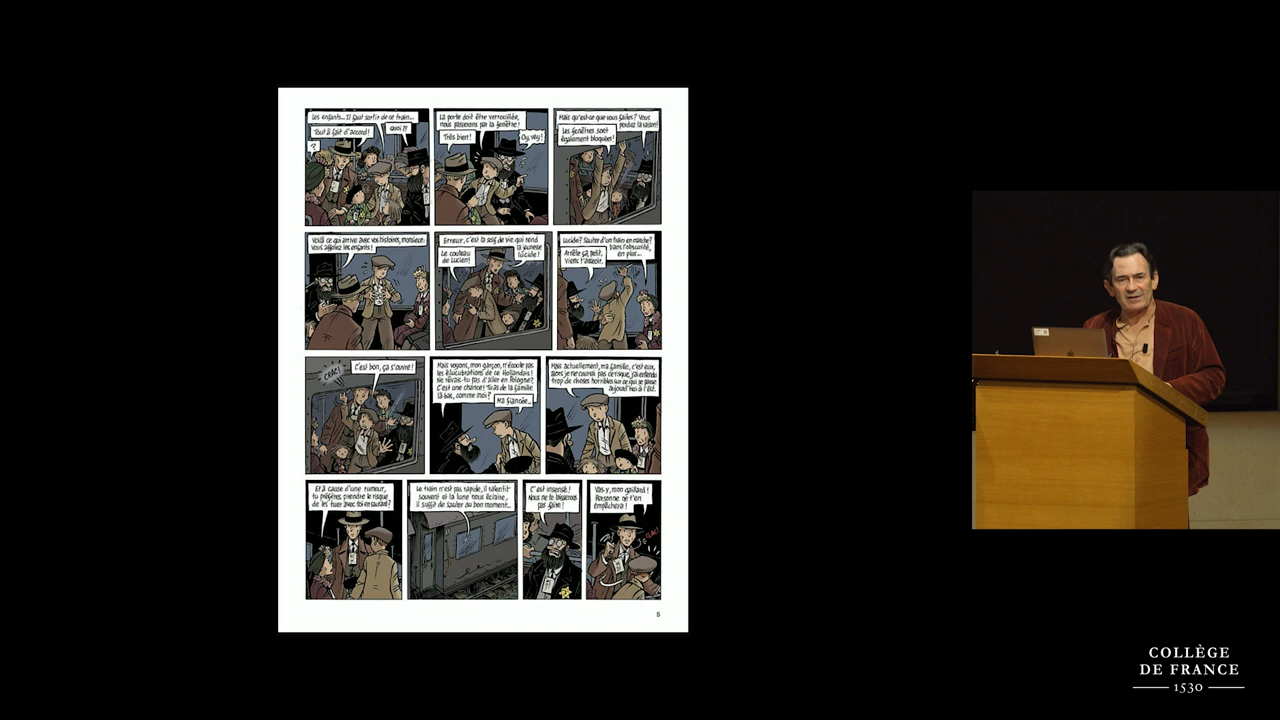 Les enfants... Il faut sortir de ce train...
Tout à fait d'accord!
Quoi?!
?
La porte doit être verrouillée,
nous passerons par la fenêtre!
Très bien!
Oy, vey!
Mais qu'est-ce que vous faites? Vous
perdez la raison!
Les fenêtres sont
également bloquées!
Voilà ce qui arrive avec vos histoires, monsieur.
Vous affolez les enfants!
Erreur, c'est la soif de vie qui rend
la jeunesse
lucide!
Le couteau
de Lucien!
Lucide? Sauter d'un train en marche?
Dans l'obscurité,
en plus...
Arrête ça, petit.
Viens t'asseoir.
CRAC!
C'est bon, ça s'ouvre!
Mais voyons, mon garçon, n'écoute pas
les élucubrations de ce Hollandais!
Ne rêvais-tu pas d'aller en Pologne?
C'est une chance! Tu as de la famille
là-bas, comme moi?
Ma fiancée...
Mais actuellement, ma famille, c'est eux,
alors je ne courrai pas ce risque, j'ai entendu
trop de choses horribles sur ce qui se passe
aujourd'hui à l'Est.
Et à cause d'une rumeur,
tu préfères prendre le risque
de les tuer avec toi en sautant?
Le train n'est pas rapide, il ralentit
souvent et la lune nous éclaire,
il suffit de sauter au bon moment...
C'est insensé!
Nous ne te laisserons
pas faire!
Vas-y, mon gaillard!
Personne ne t'en
empêchera!
CLAC!
5
COLLÈGE
DE FRANCE
1530